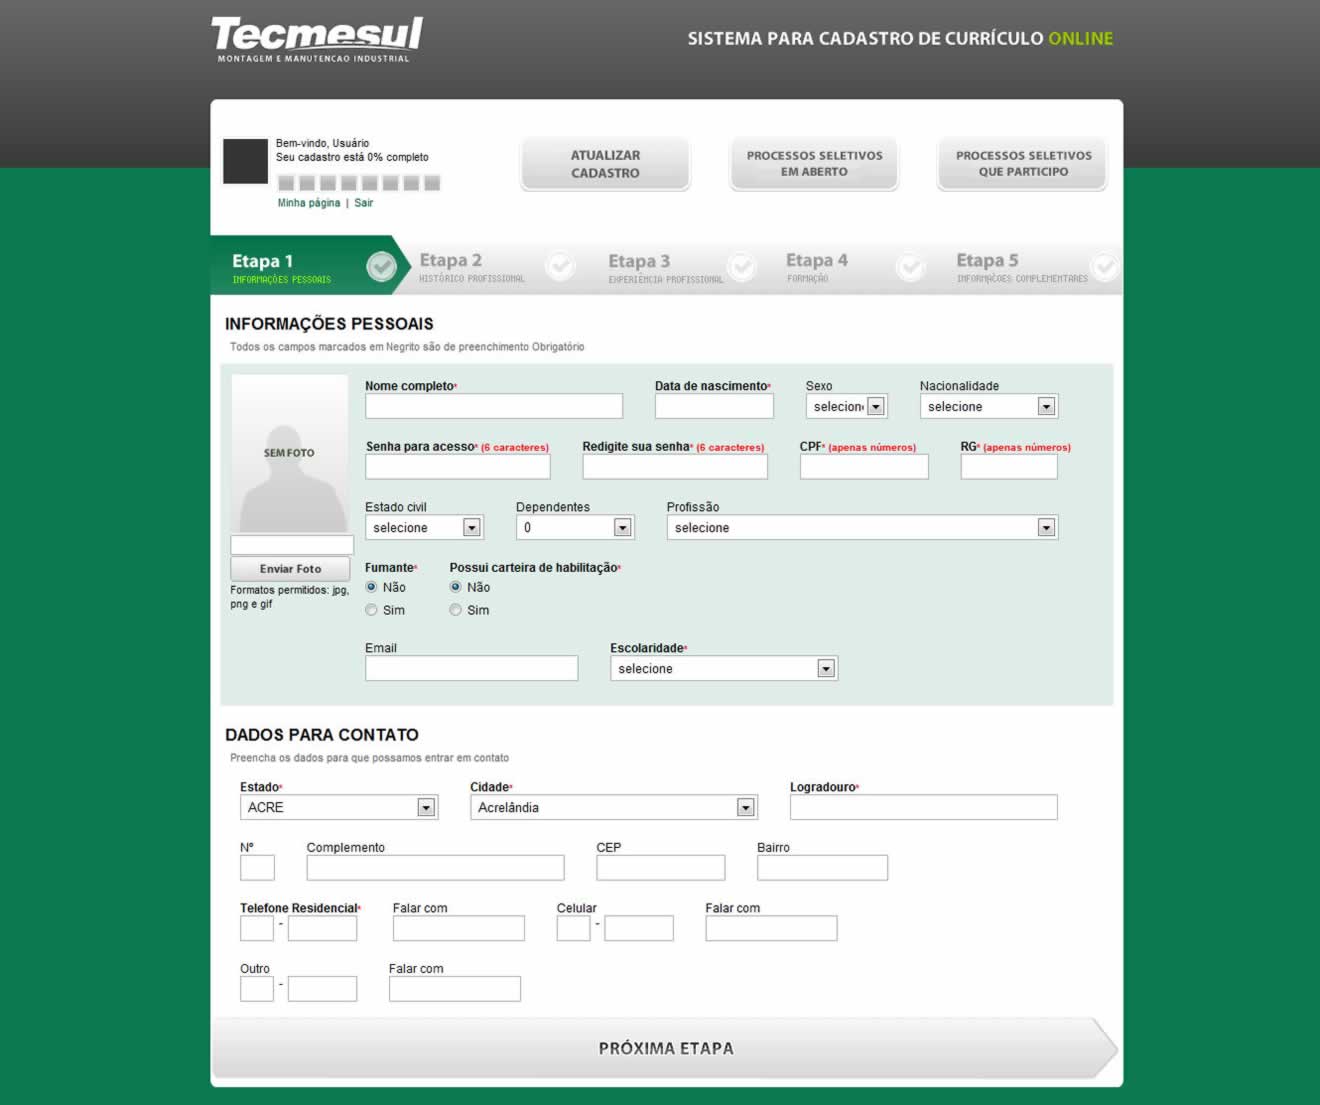 Tecmesul
MONTAGEM E MANUTENCAO INDUSTRIAL
SISTEMA PARA CADASTRO DE CURRÍCULO ONLINE
Bem-vindo, Usuário
Seu cadastro está 0% completo
Minha página | Sair
ATUALIZAR
CADASTRO
PROCESSOS SELETIVOS
EM ABERTO
PROCESSOS SELETIVOS
QUE PARTICIPO
Etapa 1
INFORMAÇÕES PESSOAIS
Etapa 2
HISTÓRICO PROFISSIONAL
Etapa 3
EXPERIÊNCIA PROFISSIONAL
Etapa 4
FORMAÇÃO
Etapa 5
INFORMAÇÕES COMPLEMENTARES
INFORMAÇÕES PESSOAIS
Todos os campos marcados em Negrito são de preenchimento Obrigatório
SEM FOTO
Enviar Foto
Formatos permitidos: jpg,
png e gif
Nome completo* Data de nascimento* Sexo Nacionalidade
selecion selecione
Senha para acesso* (6 caracteres) Redigite sua senha* (6 caracteres) CPF* (apenas números) RG* (apenas números)
Estado civil Dependentes Profissão
selecione 0 selecione
Fumante* Possui carteira de habilitação*
Não Não
Sim Sim
Email Escolaridade*
selecione
DADOS PARA CONTATO
Preencha os dados para que possamos entrar em contato
Estado* Cidade* Logradouro*
ACRE Acrelândia
Nº Complemento CEP Bairro
Telefone Residencial* Falar com Celular Falar com
- -
Outro Falar com
-
PRÓXIMA ETAPA